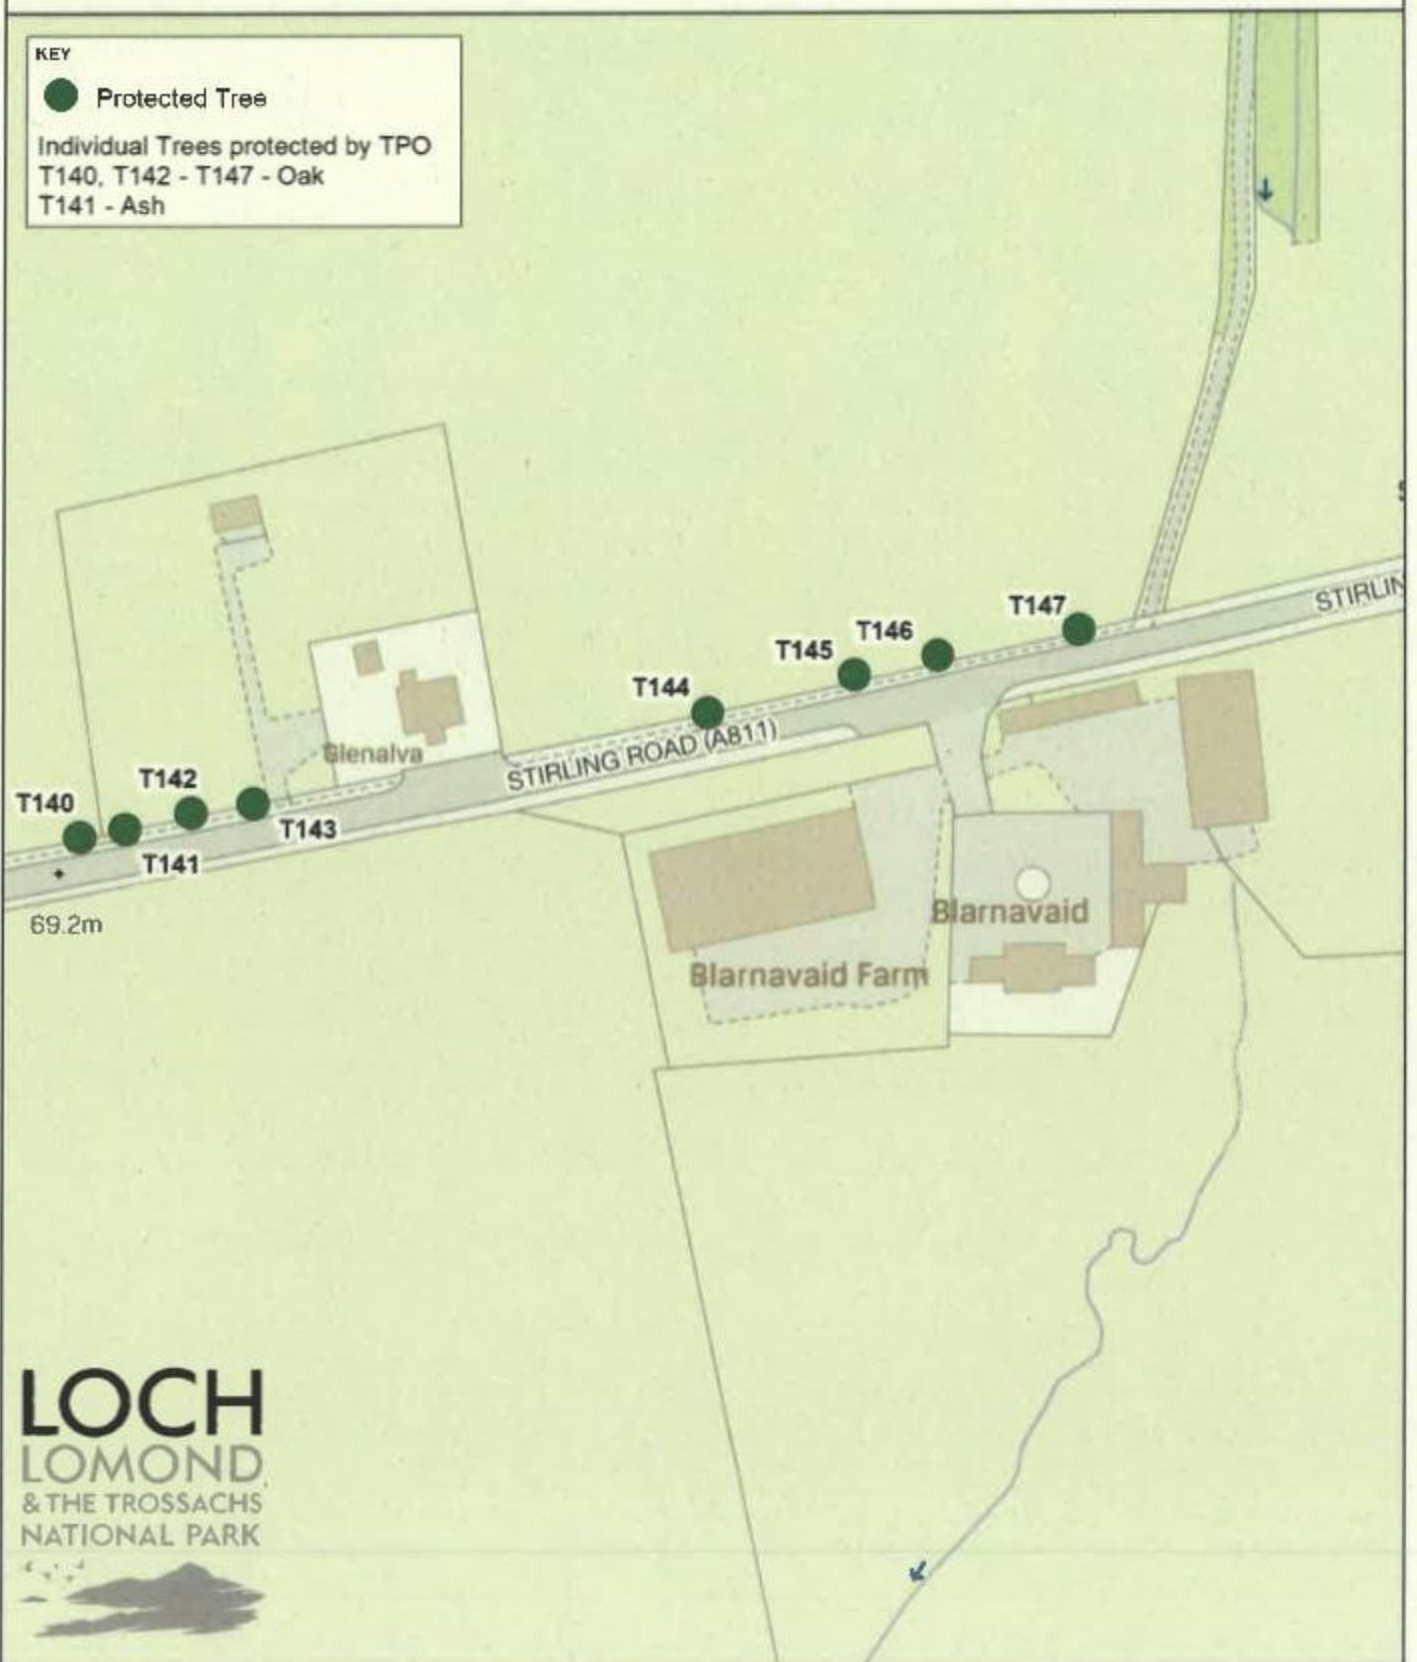 KEY
Protected Tree
Individual Trees protected by TPO
T140, T142 - T147 - Oak
T141 - Ash
T147
STIRLIN
T146
T145
T144
STIRLING ROAD (A811)
Glenalva
T142
T140
T143
T141
69.2m
Blarnavaid
Blarnavaid Farm
LOCH
LOMOND
& THE TROSSACHS
NATIONAL PARK